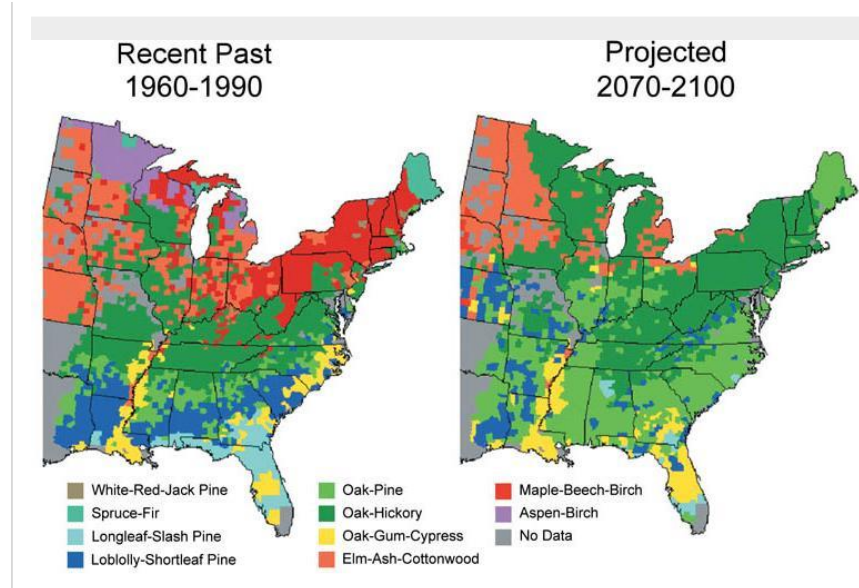 Recent Past
1960-1990
Projected
2070-2100
White-Red-Jack Pine
Spruce-Fir
Longleaf-Slash Pine
Loblolly-Shortleaf Pine
Oak-Pine
Oak-Hickory
Oak-Gum-Cypress
Elm-Ash-Cottonwood
Maple-Beech-Birch
Aspen-Birch
No Data